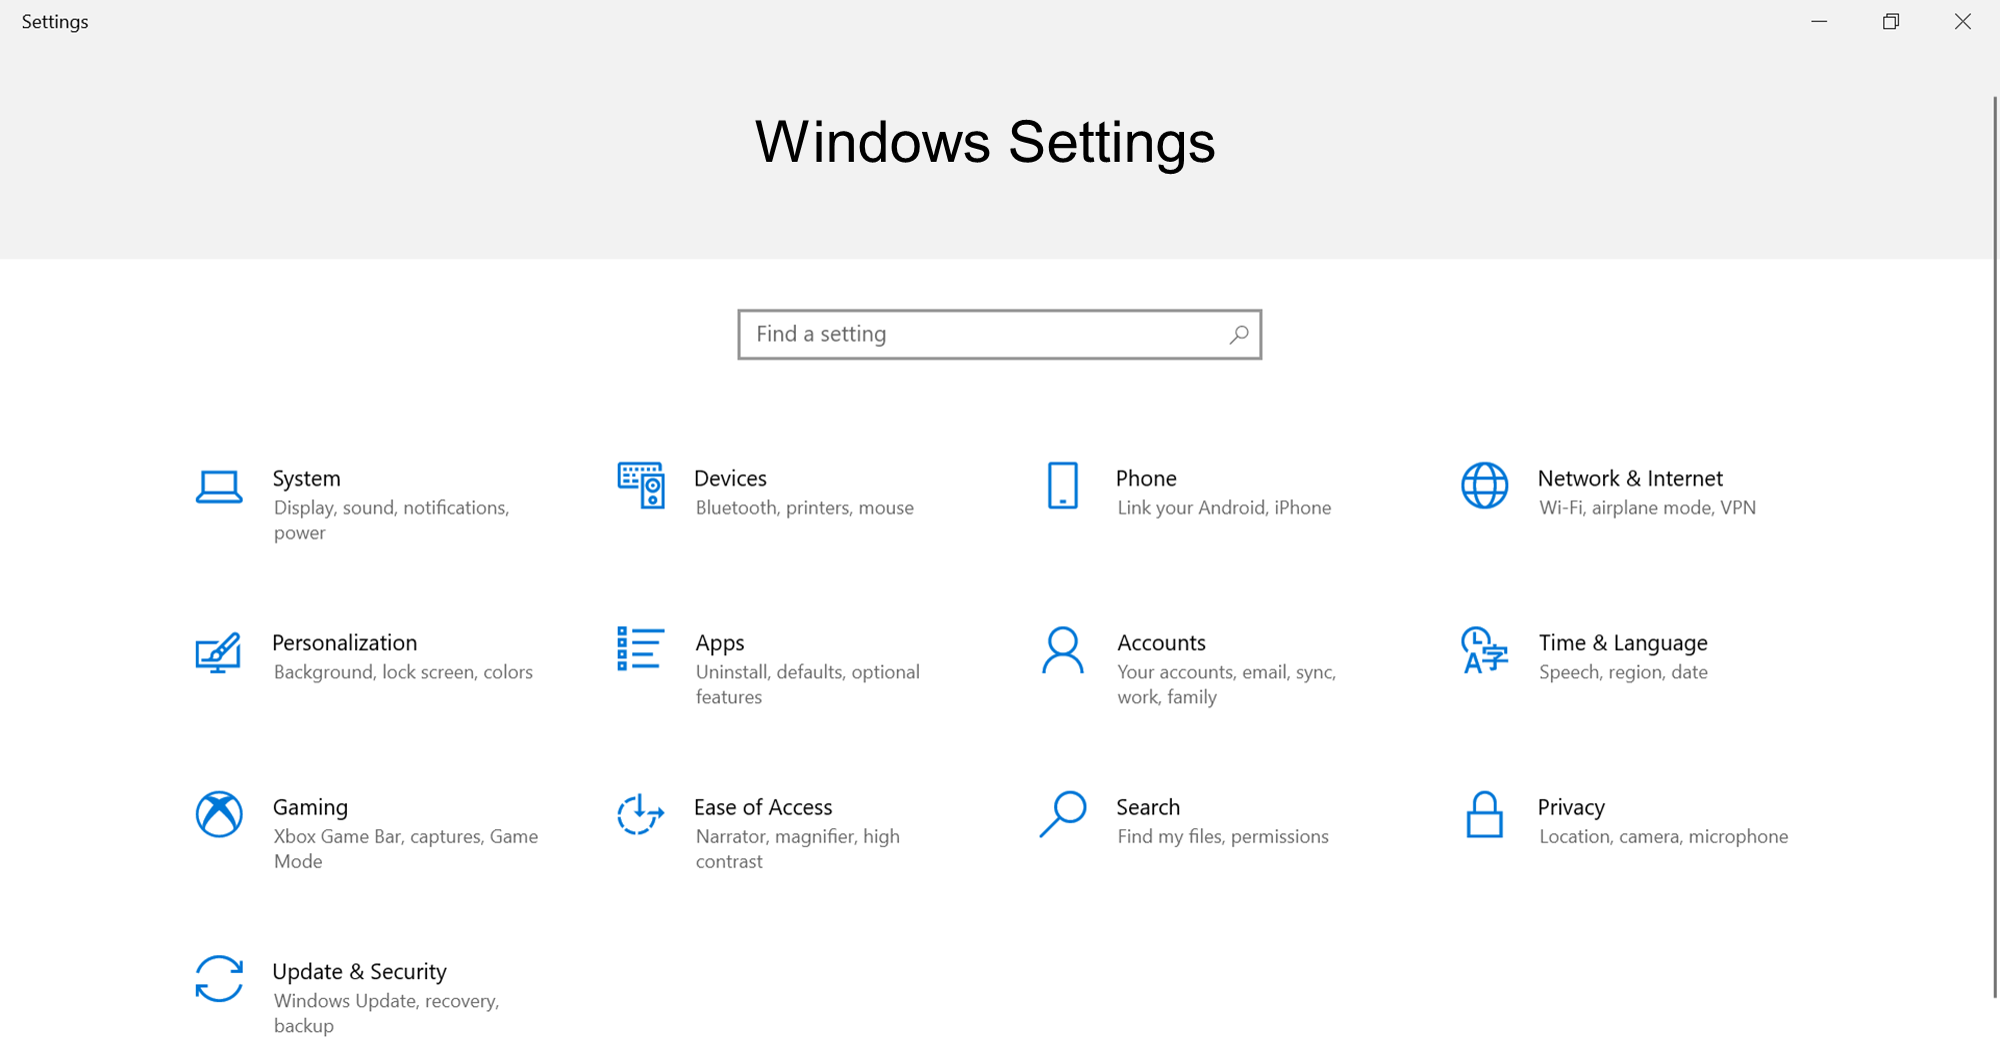 Settings
Windows Settings
Find a setting
System
Display, sound, notifications,
power
Devices
Bluetooth, printers, mouse
Phone
Link your Android, iPhone
Network & Internet
Wi-Fi, airplane mode, VPN
Personalization
Background, lock screen, colors
Apps
Uninstall, defaults, optional
features
Accounts
Your accounts, email, sync,
work, family
Time & Language
Speech, region, date
Gaming
Xbox Game Bar, captures, Game
Mode
Ease of Access
Narrator, magnifier, high
contrast
Search
Find my files, permissions
Privacy
Location, camera, microphone
Update & Security
Windows Update, recovery,
backup